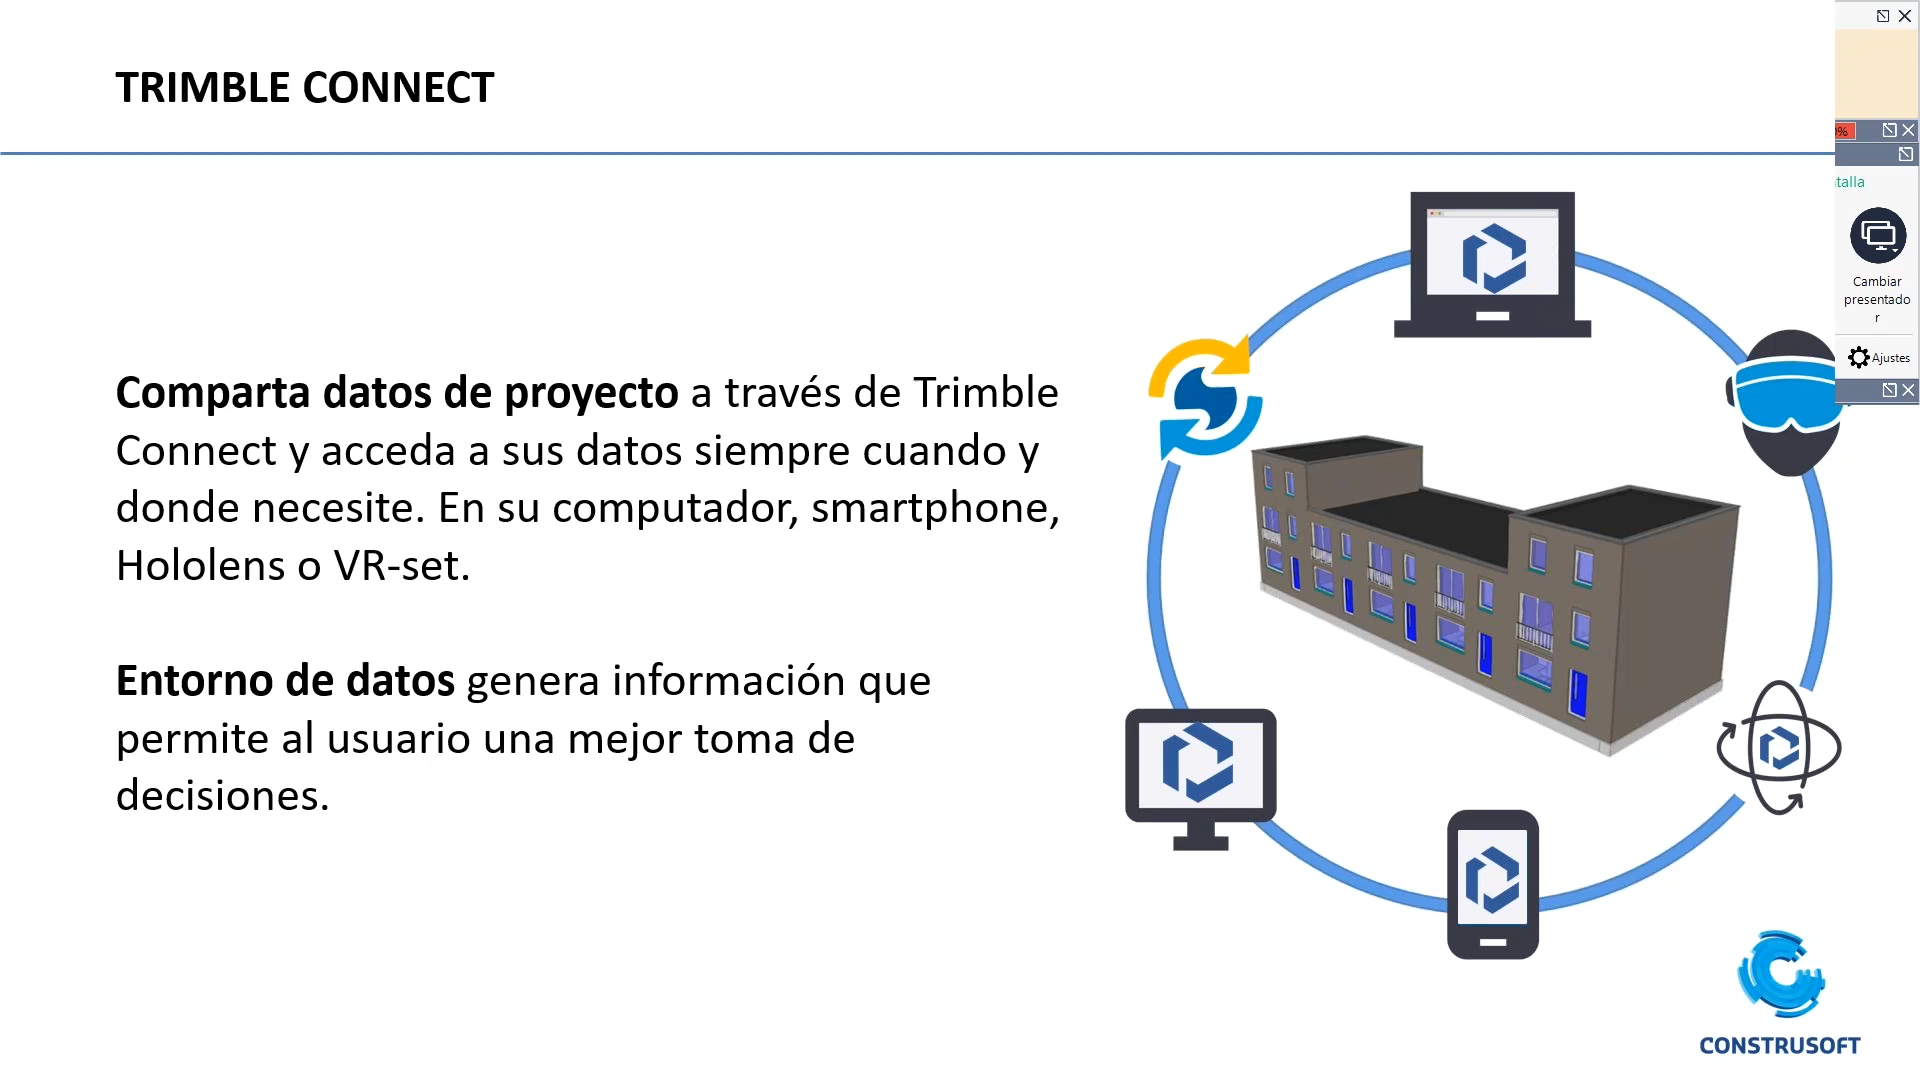 TRIMBLE CONNECT
Comparta datos de proyecto a través de Trimble
Connect y acceda a sus datos siempre cuando y
donde necesite. En su computador, smartphone,
Hololens o VR-set.
Entorno de datos genera información que
permite al usuario una mejor toma de
decisiones.
CONSTRUSOFT
%
talla
Cambiar
presentado
r
Ajustes